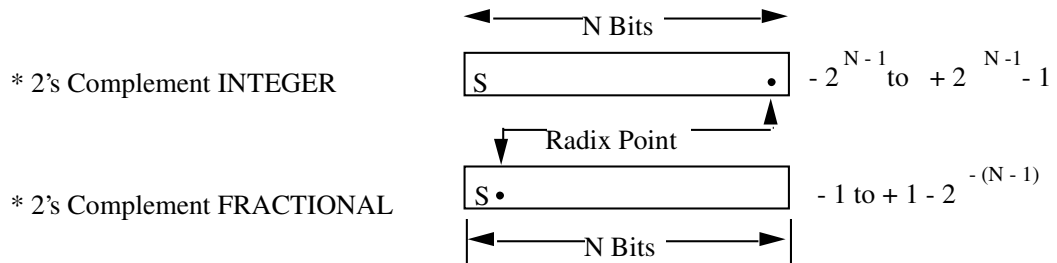 N Bits
* 2's Complement INTEGER S • - 2^{N - 1} to + 2^{N -1} - 1
Radix Point
* 2's Complement FRACTIONAL S • - 1 to + 1 - 2^{- (N - 1)}
N Bits